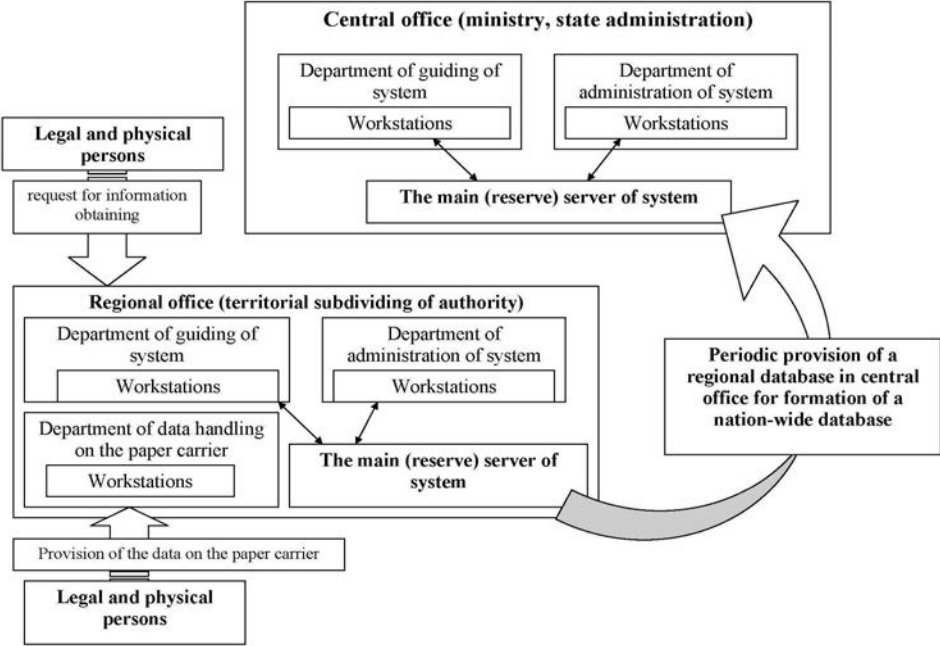 Central office (ministry, state administration)
Department of guiding of
system
Workstations
Department of
administration of system
Workstations
The main (reserve) server of system
Legal and physical
persons
request for information
obtaining
Regional office (territorial subdividing of authority)
Department of guiding of
system
Workstations
Department of
administration of system
Workstations
Department of data handling
on the paper carrier
Workstations
The main (reserve) server of
system
Periodic provision of a
regional database in central
office for formation of a
nation-wide database
Provision of the data on the paper carrier
Legal and physical
persons